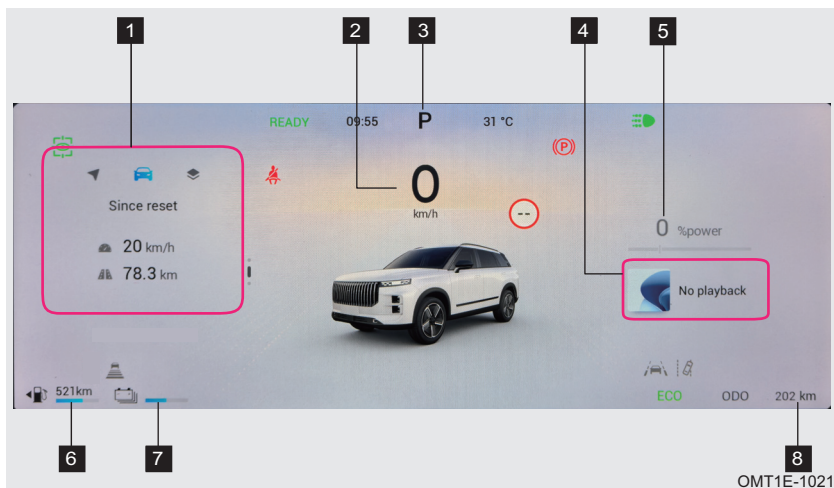 1 2 3 4 5
READY 09:55 P 31 °C
(P)
Since reset
0
km/h
--
20 km/h
78.3 km
0 %power
No playback
521km
ECO ODO 202 km
6 7 8
OMT1E-1021